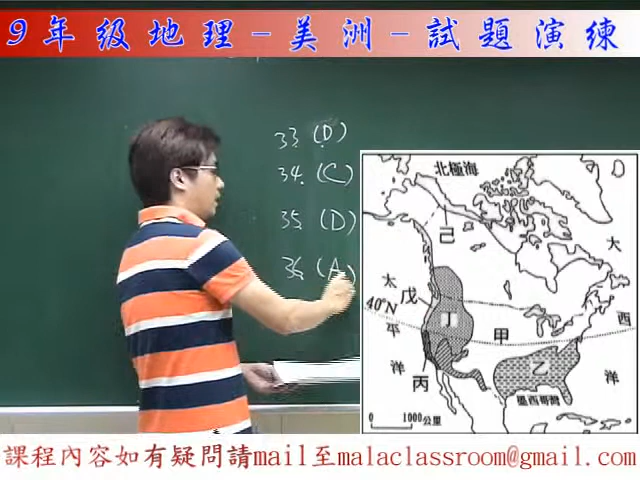 9年級地理-美洲-試題演練
33 (D)
34. (C)
35 (D)
36 (A)
北極海
己
大
太
戊
40°N
丁
甲
西
平
洋
乙
洋
丙
墨西哥灣
0 1000公里
課程內容如有疑問請mail至malaclassroom@gmail.com